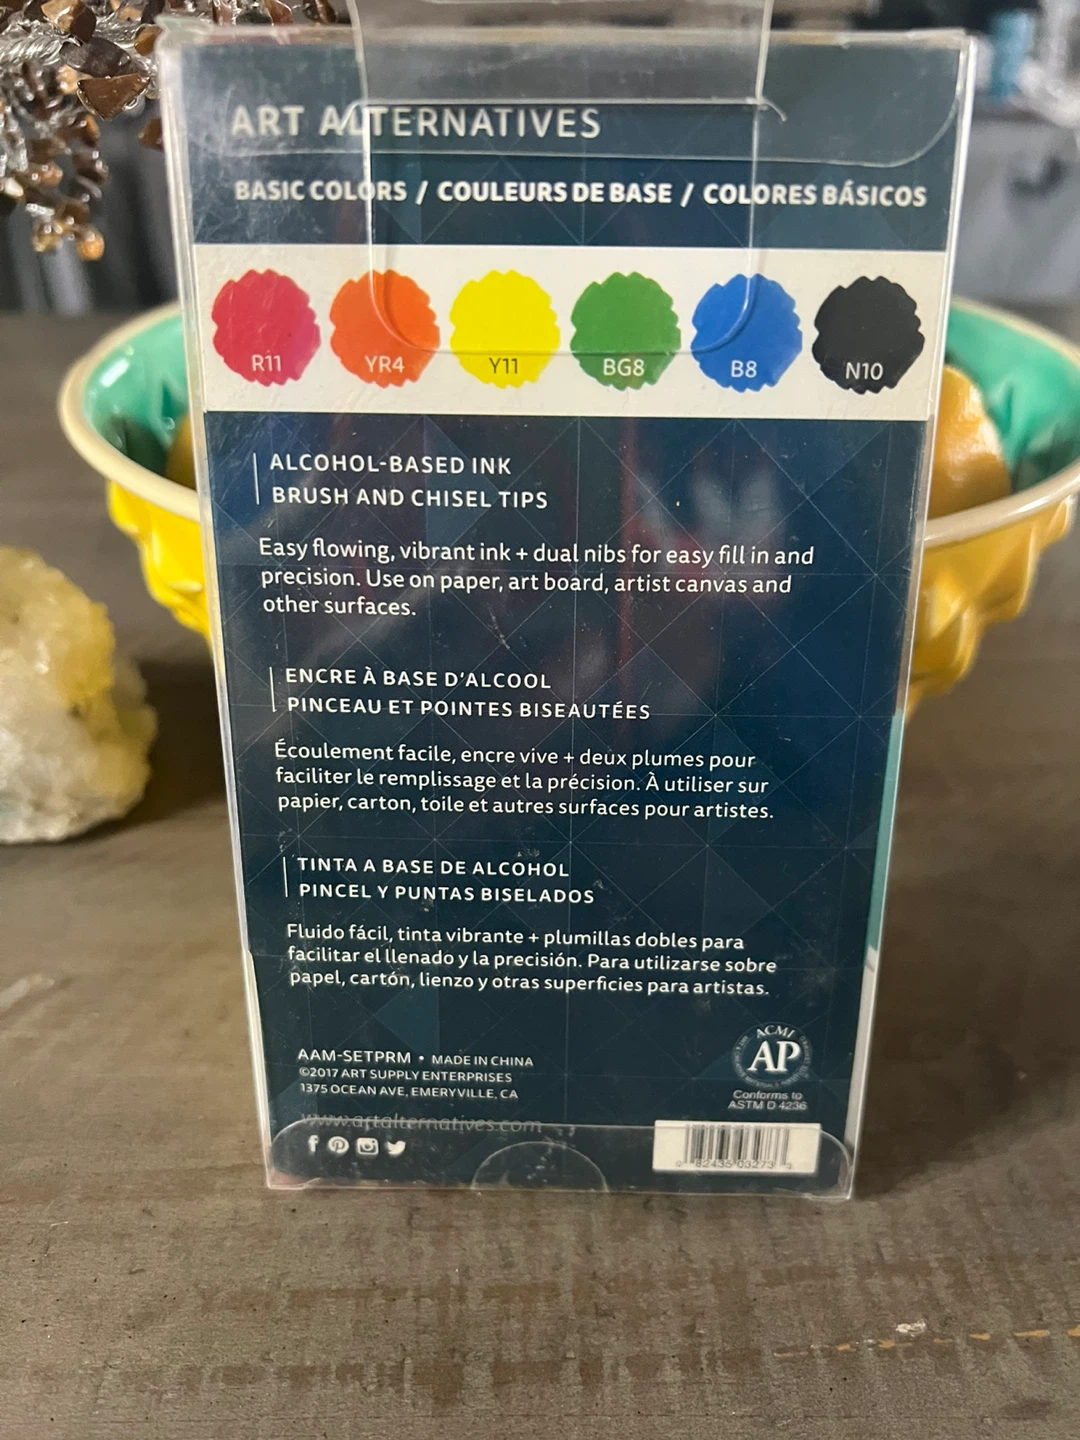 ART ALTERNATIVES
BASIC COLORS / COULEURS DE BASE / COLORES BÁSICOS
R11 YR4 Y11 BG8 B8 N10
ALCOHOL-BASED INK
BRUSH AND CHISEL TIPS
Easy flowing, vibrant ink + dual nibs for easy fill in and
precision. Use on paper, art board, artist canvas and
other surfaces.
ENCRE À BASE D'ALCOOL
PINCEAU ET POINTES BISEAUTÉES
Écoulement facile, encre vive + deux plumes pour
faciliter le remplissage et la précision. À utiliser sur
papier, carton, toile et autres surfaces pour artistes.
TINTA A BASE DE ALCOHOL
PINCEL Y PUNTAS BISELADOS
Fluido fácil, tinta vibrante + plumillas dobles para
facilitar el llenado y la precisión. Para utilizarse sobre
papel, cartón, lienzo y otras superficies para artistas.
AAM-SETPRM • MADE IN CHINA
©2017 ART SUPPLY ENTERPRISES
1375 OCEAN AVE, EMERYVILLE, CA
www.artalternatives.com
ACMI
AP
Conforms to
ASTM D 4236
82435 03273